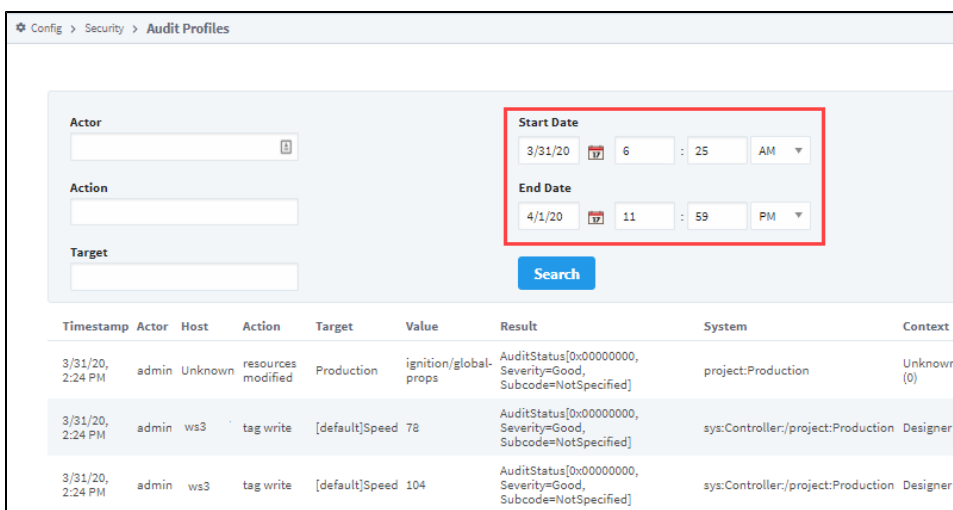 Config > Security > Audit Profiles
Actor
Start Date
3/31/20 17 6 : 25 AM
Action
End Date
4/1/20 17 11 : 59 PM
Target
Search
Timestamp Actor Host Action Target Value Result System Context
3/31/20, 2:24 PM admin Unknown resources modified Production ignition/global-props AuditStatus[0x00000000, Severity=Good, Subcode=NotSpecified] project:Production Unknown (0)
3/31/20, 2:24 PM admin ws3 tag write [default]Speed 78 AuditStatus[0x00000000, Severity=Good, Subcode=NotSpecified] sys:Controller:/project:Production Designer
3/31/20, 2:24 PM admin ws3 tag write [default]Speed 104 AuditStatus[0x00000000, Severity=Good, Subcode=NotSpecified] sys:Controller:/project:Production Designer